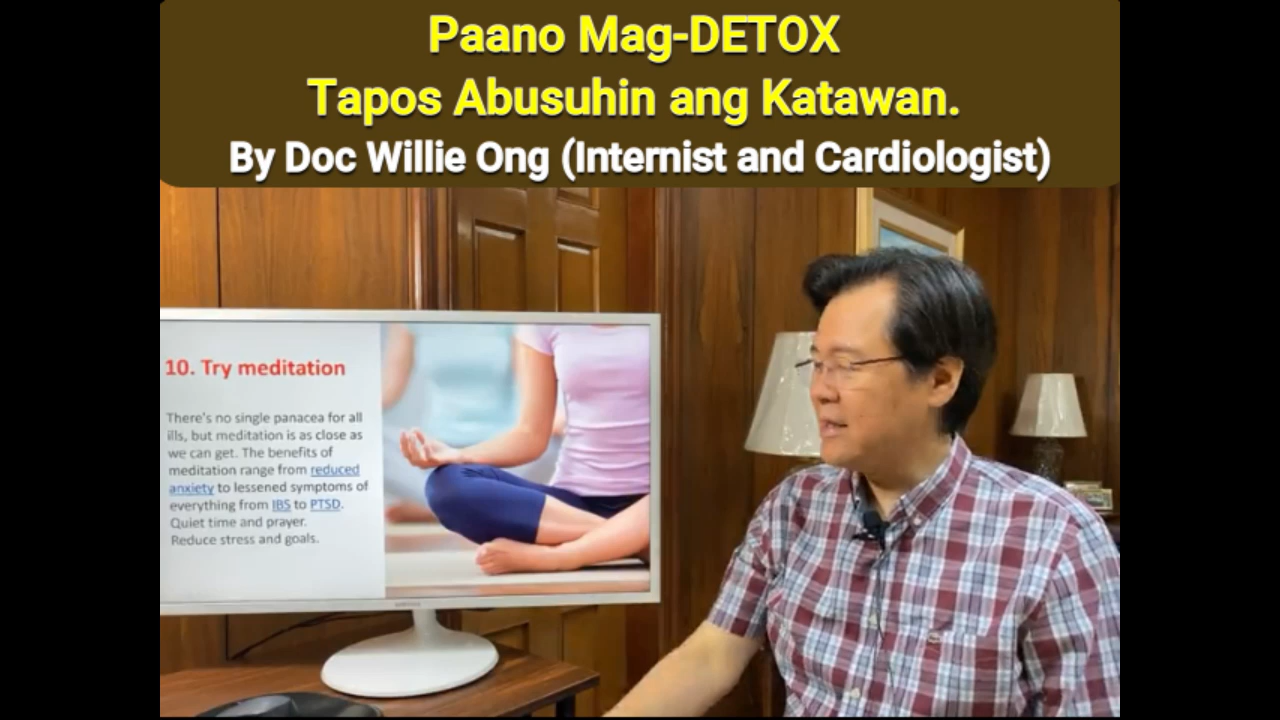 Paano Mag-DETOX
Tapos Abusuhin ang Katawan.
By Doc Willie Ong (Internist and Cardiologist)
10. Try meditation
There's no single panacea for all
ills, but meditation is as close as
we can get. The benefits of
meditation range from reduced
anxiety to lessened symptoms of
everything from IBS to PTSD.
Quiet time and prayer.
Reduce stress and goals.